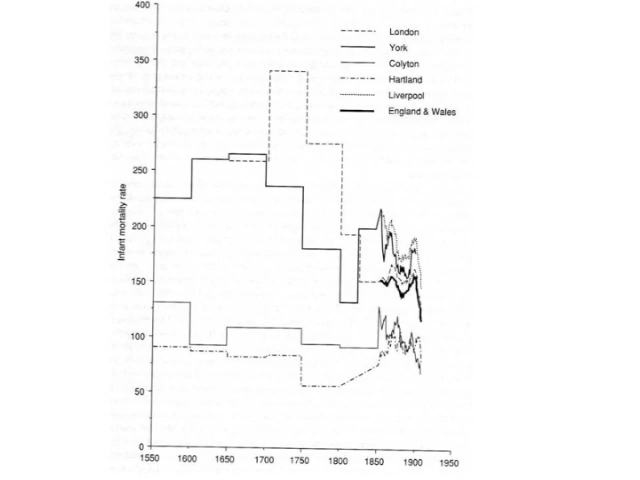 400
350
300
250
200
150
100
50
0
Infant mortality rate
London
York
Colyton
Hartland
Liverpool
England & Wales
1550 1600 1650 1700 1750 1800 1850 1900 1950